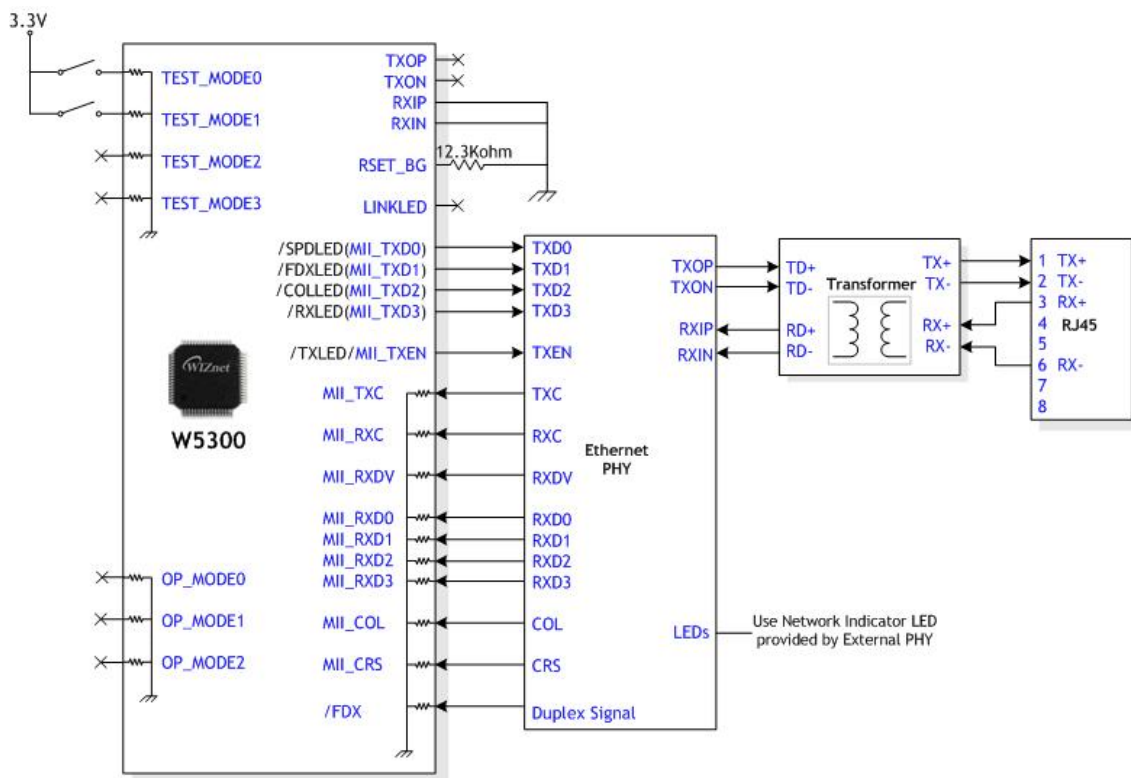 3.3V
TEST_MODE0
TEST_MODE1
TEST_MODE2
TEST_MODE3
TXOP
TXON
RXIP
RXIN
RSET_BG
12.3Kohm
LINKLED
/SPDLED(MII_TXD0)
/FDXLED(MII_TXD1)
/COLLED(MII_TXD2)
/RXLED(MII_TXD3)
/TXLED/MII_TXEN
MII_TXC
MII_RXC
MII_RXDV
MII_RXD0
MII_RXD1
MII_RXD2
MII_RXD3
MII_COL
MII_CRS
/FDX
WIZnet
W5300
OP_MODE0
OP_MODE1
OP_MODE2
TXD0
TXD1
TXD2
TXD3
TXEN
TXC
RXC
RXDV
RXD0
RXD1
RXD2
RXD3
COL
CRS
Duplex Signal
Ethernet
PHY
TXOP
TXON
RXIP
RXIN
LEDs
Use Network Indicator LED
provided by External PHY
TD+
TD-
RD+
RD-
Transformer
TX+
TX-
RX+
RX-
1 TX+
2 TX-
3 RX+
4
5
6 RX-
7
8
RJ45